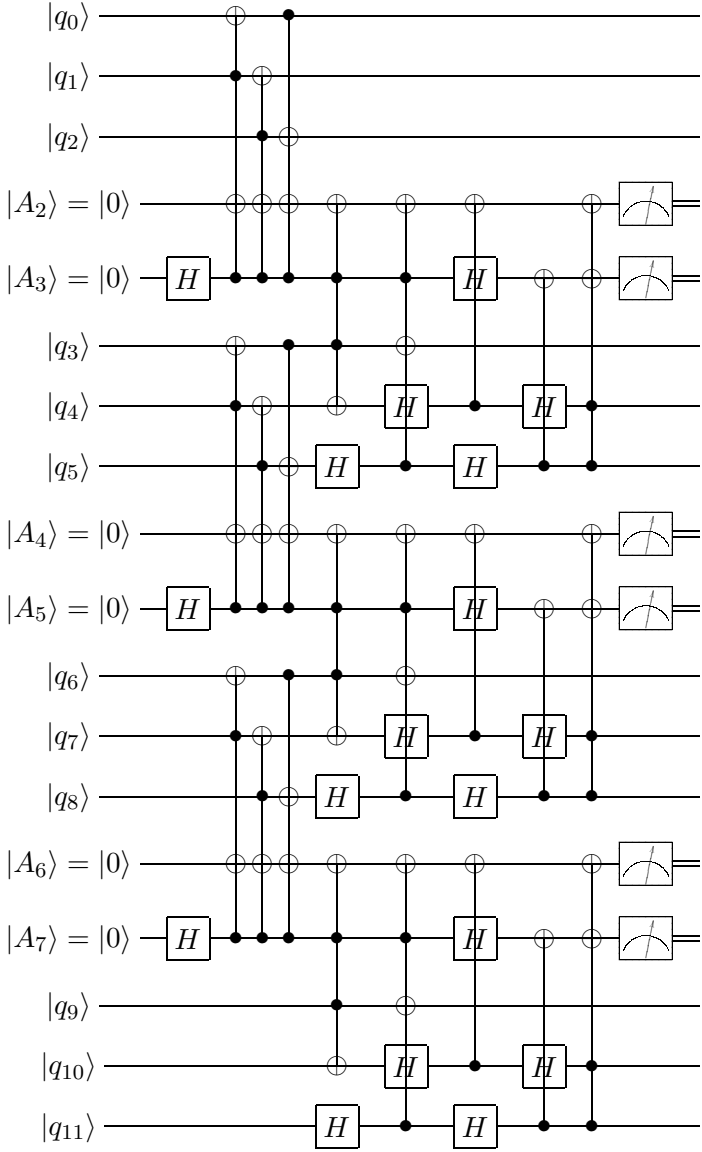 |q₀⟩
|q₁⟩
|q₂⟩
|A₂⟩ = |0⟩
|A₃⟩ = |0⟩ H H
|q₃⟩
|q₄⟩ H H
|q₅⟩ H H
|A₄⟩ = |0⟩
|A₅⟩ = |0⟩ H H
|q₆⟩
|q₇⟩ H H
|q₈⟩ H H
|A₆⟩ = |0⟩
|A₇⟩ = |0⟩ H H
|q₉⟩
|q₁₀⟩ H H
|q₁₁⟩ H H